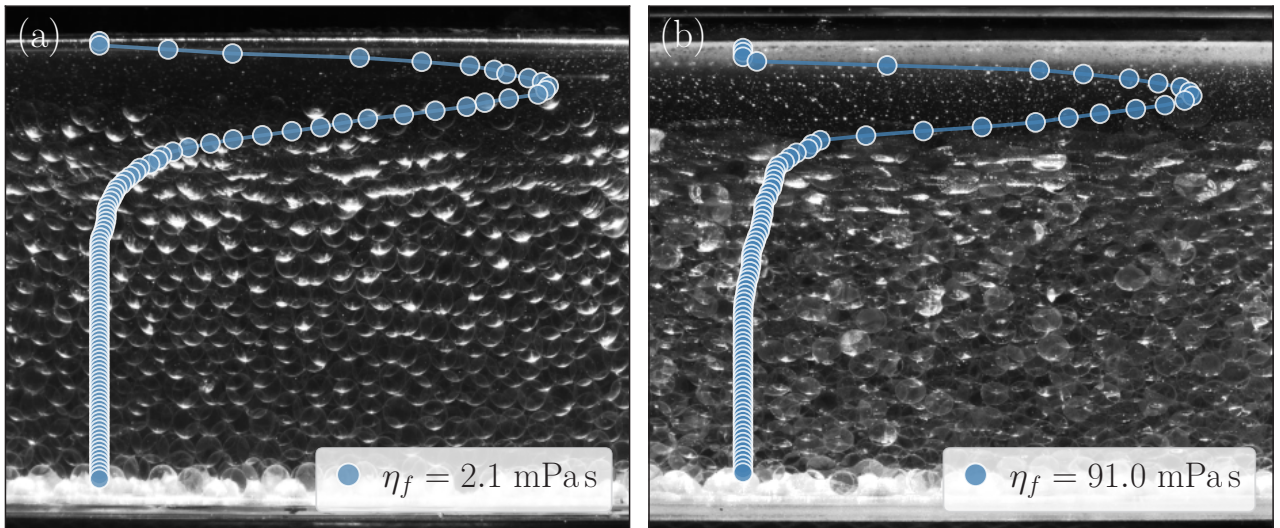 (a)
η_f = 2.1 mPa s
(b)
η_f = 91.0 mPa s